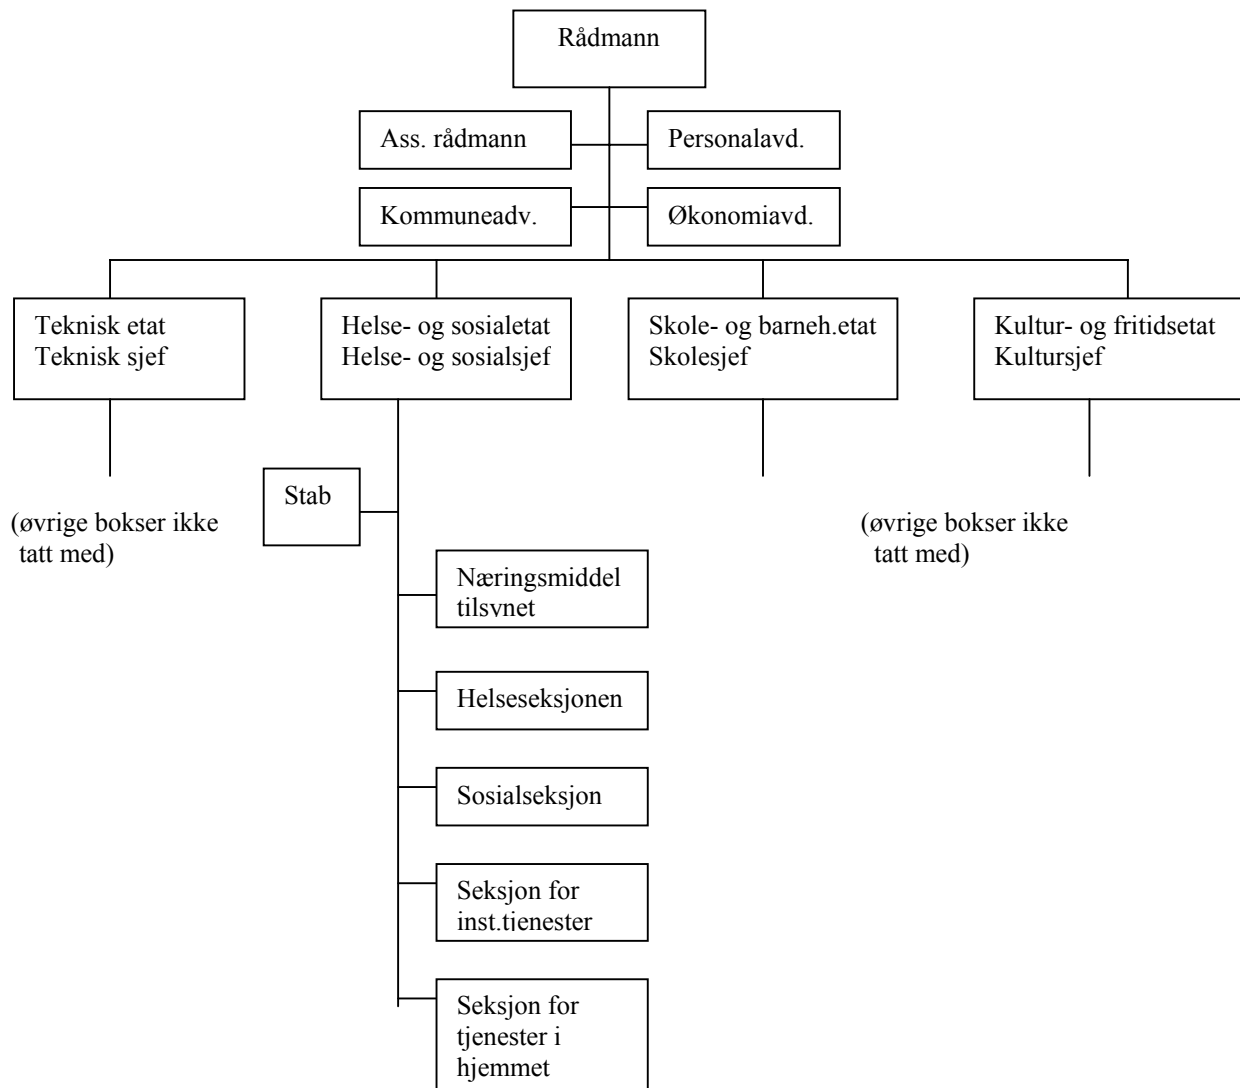 Rådmann
Ass. rådmann
Personalavd.
Kommuneadv.
Økonomiavd.
Teknisk etat
Teknisk sjef
Helse- og sosialetat
Helse- og sosialsjef
Skole- og barneh.etat
Skolesjef
Kultur- og fritidsetat
Kultursjef
Stab
(øvrige bokser ikke
tatt med)
(øvrige bokser ikke
tatt med)
Næringsmiddel
tilsynet
Helseseksjonen
Sosialseksjon
Seksjon for
inst.tjenester
Seksjon for
tjenester i
hjemmet